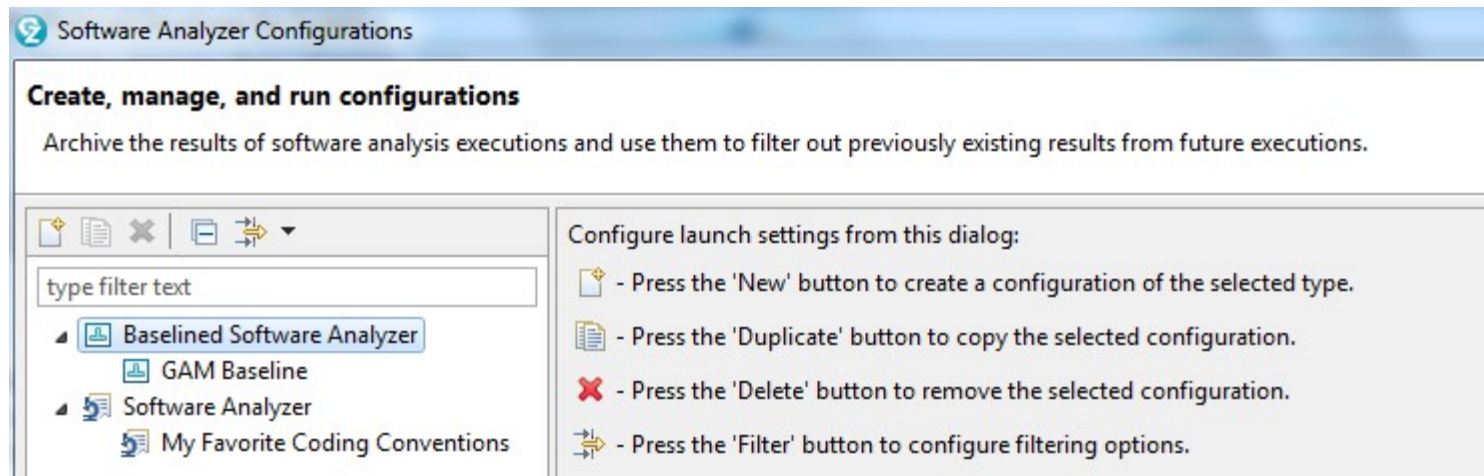 Software Analyzer Configurations
Create, manage, and run configurations
Archive the results of software analysis executions and use them to filter out previously existing results from future executions.
type filter text
Baselined Software Analyzer
GAM Baseline
Software Analyzer
My Favorite Coding Conventions
Configure launch settings from this dialog:
- Press the 'New' button to create a configuration of the selected type.
- Press the 'Duplicate' button to copy the selected configuration.
- Press the 'Delete' button to remove the selected configuration.
- Press the 'Filter' button to configure filtering options.